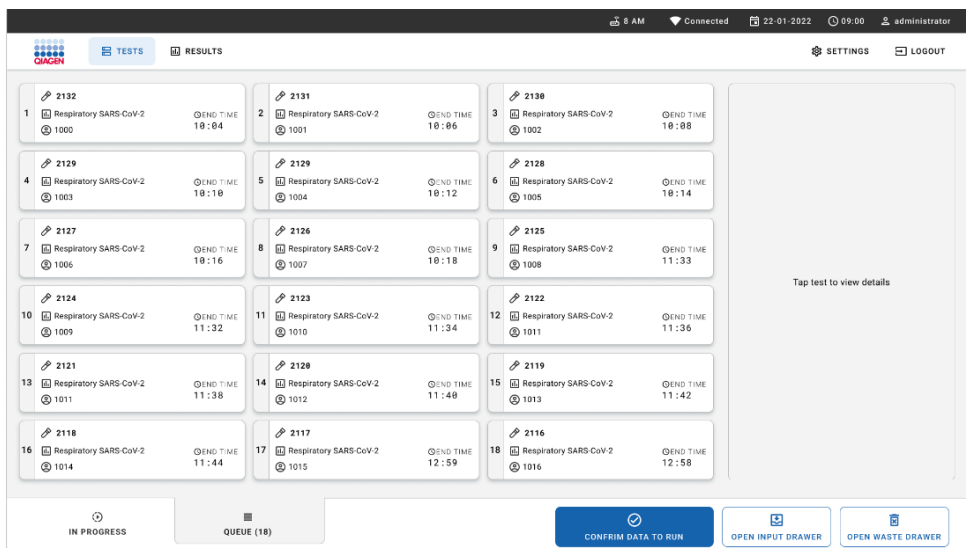 8 AM Connected 22-01-2022 09:00 administrator
QIAGEN TESTS RESULTS SETTINGS LOGOUT
1 2132 Respiratory SARS-CoV-2 1000 END TIME 10:04
2 2131 Respiratory SARS-CoV-2 1001 END TIME 10:06
3 2130 Respiratory SARS-CoV-2 1002 END TIME 10:08
4 2129 Respiratory SARS-CoV-2 1003 END TIME 10:10
5 2129 Respiratory SARS-CoV-2 1004 END TIME 10:12
6 2128 Respiratory SARS-CoV-2 1005 END TIME 10:14
7 2127 Respiratory SARS-CoV-2 1006 END TIME 10:16
8 2126 Respiratory SARS-CoV-2 1007 END TIME 10:18
9 2125 Respiratory SARS-CoV-2 1008 END TIME 11:33
Tap test to view details
10 2124 Respiratory SARS-CoV-2 1009 END TIME 11:32
11 2123 Respiratory SARS-CoV-2 1010 END TIME 11:34
12 2122 Respiratory SARS-CoV-2 1011 END TIME 11:36
13 2121 Respiratory SARS-CoV-2 1011 END TIME 11:38
14 2120 Respiratory SARS-CoV-2 1012 END TIME 11:40
15 2119 Respiratory SARS-CoV-2 1013 END TIME 11:42
16 2118 Respiratory SARS-CoV-2 1014 END TIME 11:44
17 2117 Respiratory SARS-CoV-2 1015 END TIME 12:59
18 2116 Respiratory SARS-CoV-2 1016 END TIME 12:58
IN PROGRESS QUEUE (18) CONFRIM DATA TO RUN OPEN INPUT DRAWER OPEN WASTE DRAWER